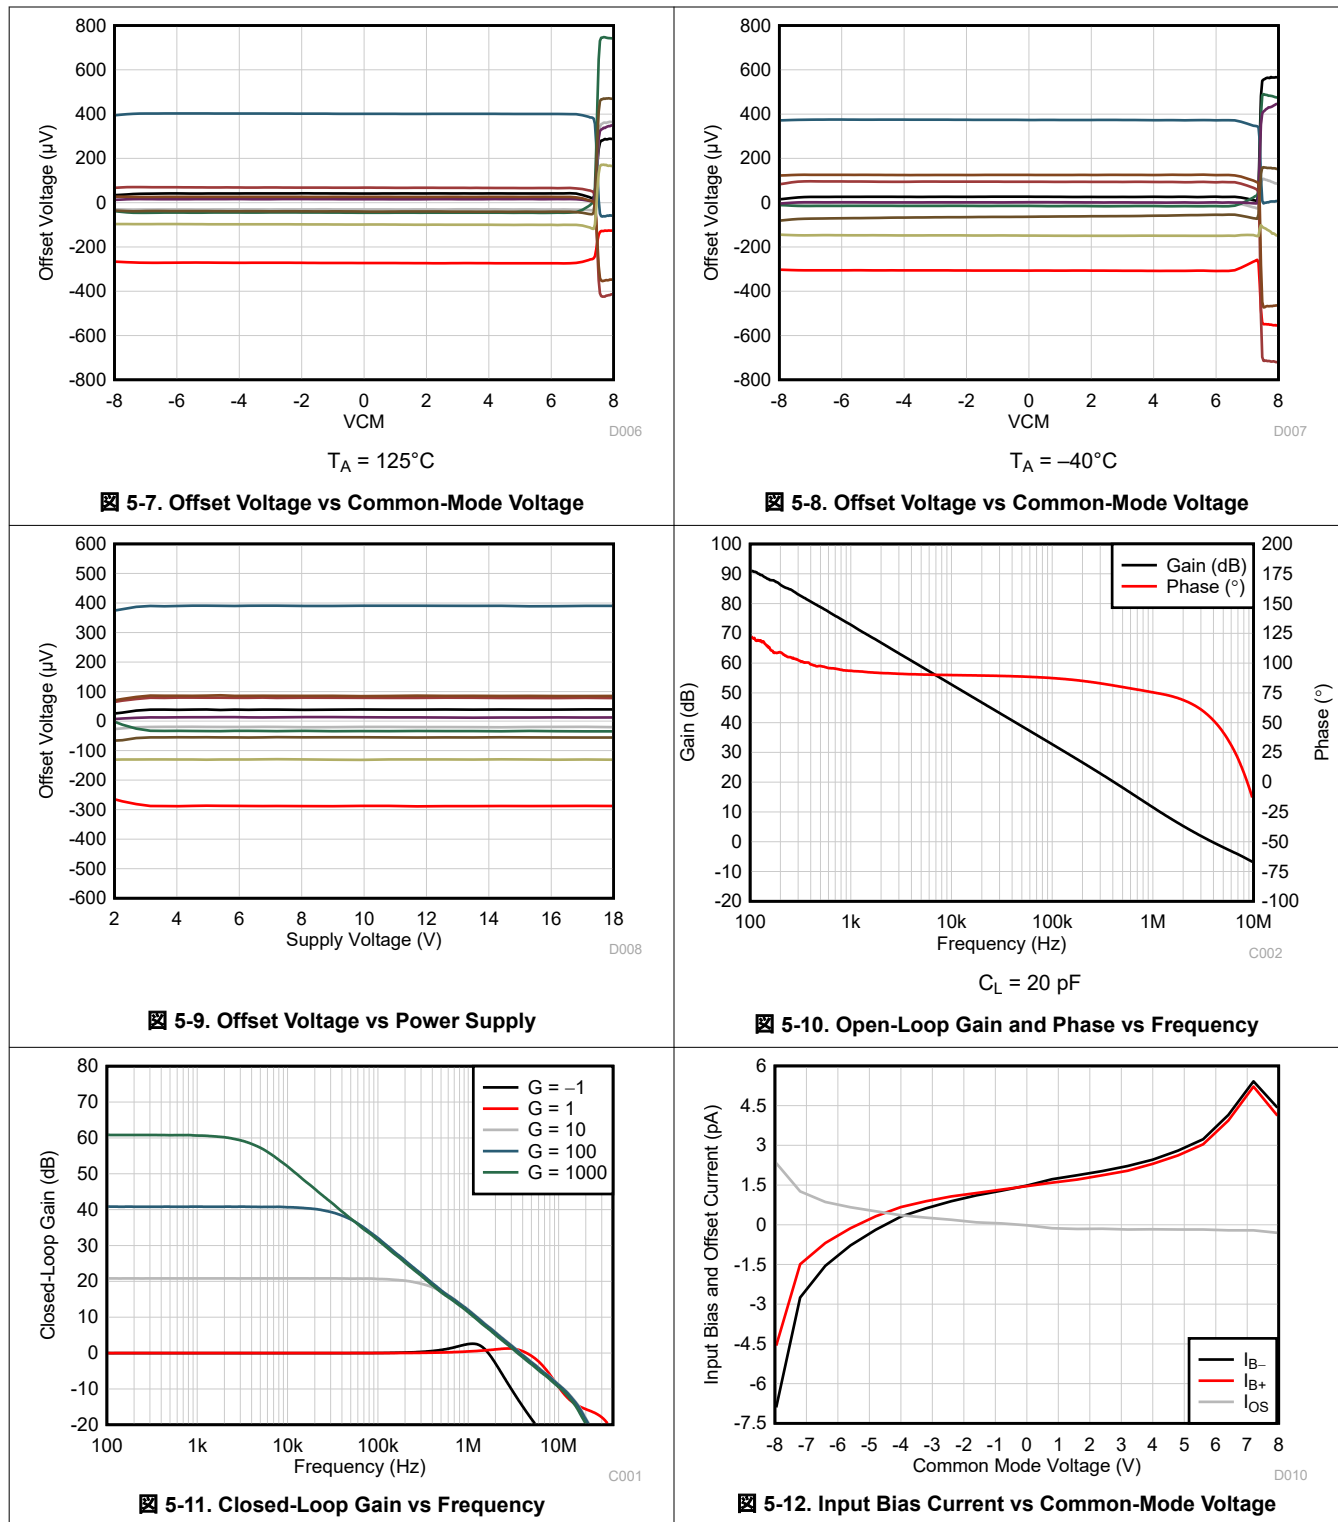 800
600
400
200
0
-200
-400
-600
-800
-8 -6 -4 -2 0 2 4 6 8
Offset Voltage (µV)
VCM
D006
T_A = 125°C
図 5-7. Offset Voltage vs Common-Mode Voltage
800
600
400
200
0
-200
-400
-600
-800
-8 -6 -4 -2 0 2 4 6 8
Offset Voltage (µV)
VCM
D007
T_A = –40°C
図 5-8. Offset Voltage vs Common-Mode Voltage
600
500
400
300
200
100
0
-100
-200
-300
-400
-500
-600
2 4 6 8 10 12 14 16 18
Offset Voltage (µV)
Supply Voltage (V)
D008
図 5-9. Offset Voltage vs Power Supply
100
90
80
70
60
50
40
30
20
10
0
-10
-20
200
175
150
125
100
75
50
25
0
-25
-50
-75
-100
Gain (dB)
Phase (°)
100 1k 10k 100k 1M 10M
Gain (dB)
Phase (°)
Frequency (Hz)
C002
C_L = 20 pF
図 5-10. Open-Loop Gain and Phase vs Frequency
80
70
60
50
40
30
20
10
0
-10
-20
G = –1
G = 1
G = 10
G = 100
G = 1000
100 1k 10k 100k 1M 10M
Closed-Loop Gain (dB)
Frequency (Hz)
C001
図 5-11. Closed-Loop Gain vs Frequency
6
4.5
3
1.5
0
-1.5
-3
-4.5
-6
-7.5
I_B–
I_B+
I_OS
-8 -7 -6 -5 -4 -3 -2 -1 0 1 2 3 4 5 6 7 8
Input Bias and Offset Current (pA)
Common Mode Voltage (V)
D010
図 5-12. Input Bias Current vs Common-Mode Voltage